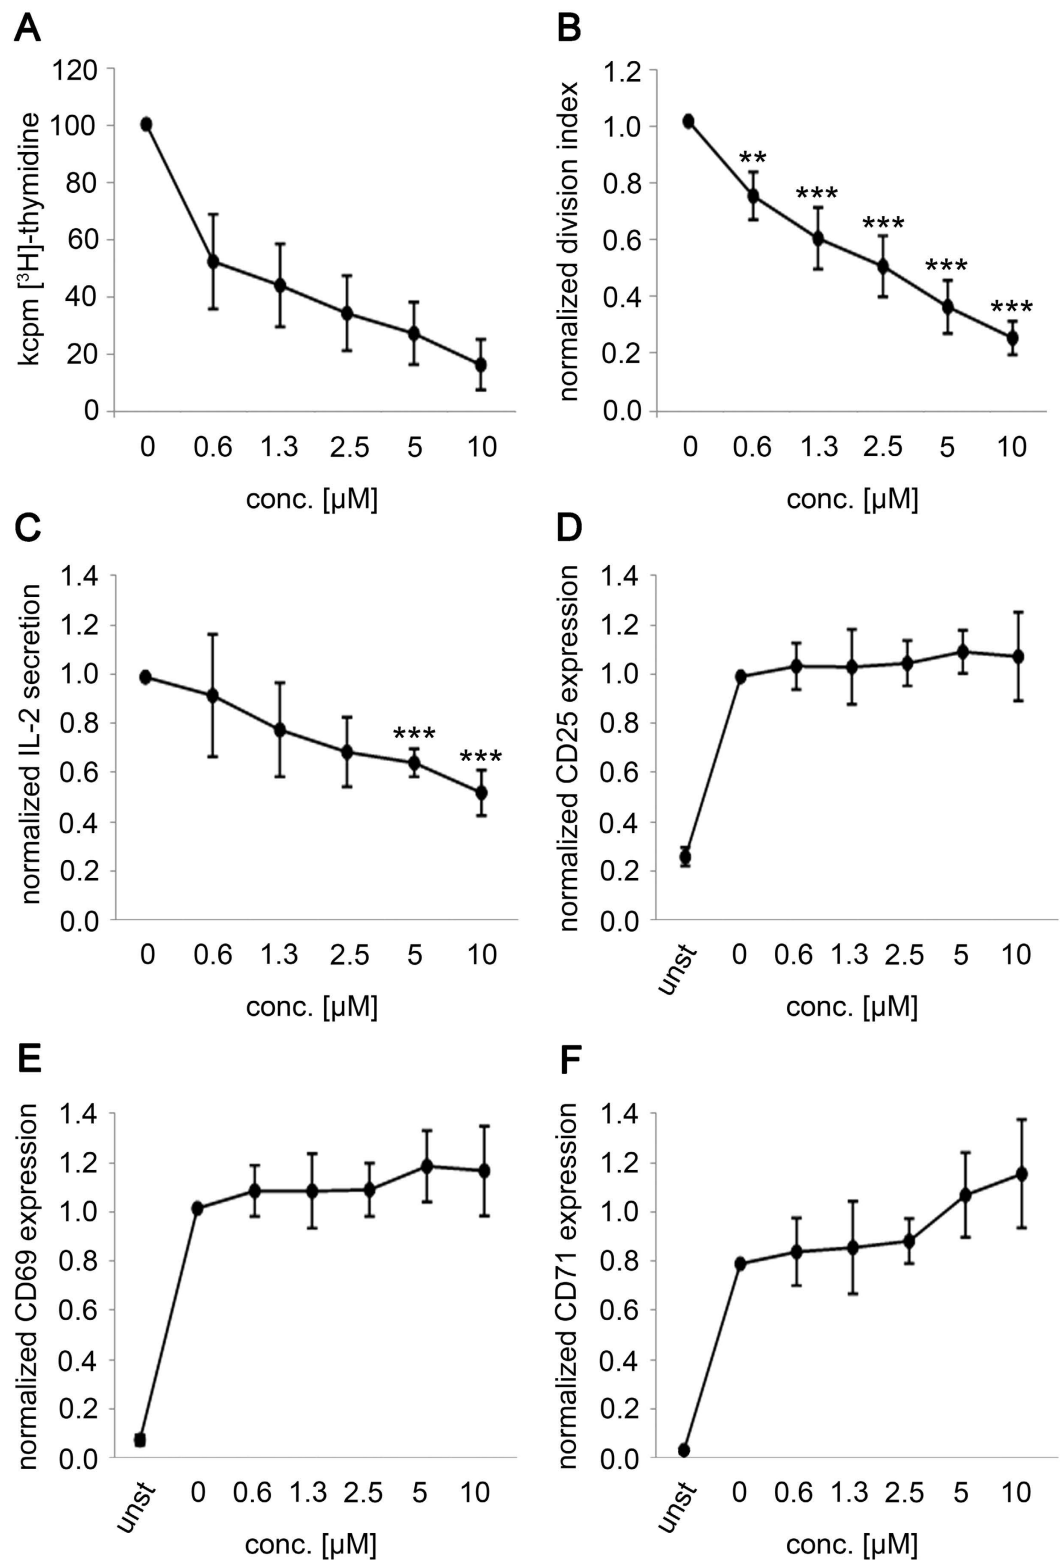 A
kcpm [³H]-thymidine
120
100
80
60
40
20
0
0 0.6 1.3 2.5 5 10
conc. [µM]
B
normalized division index
1.2
1.0
0.8
0.6
0.4
0.2
0.0
**
***
***
***
***
0 0.6 1.3 2.5 5 10
conc. [µM]
C
normalized IL-2 secretion
1.4
1.2
1.0
0.8
0.6
0.4
0.2
0.0
***
***
0 0.6 1.3 2.5 5 10
conc. [µM]
D
normalized CD25 expression
1.4
1.2
1.0
0.8
0.6
0.4
0.2
0.0
unst 0 0.6 1.3 2.5 5 10
conc. [µM]
E
normalized CD69 expression
1.4
1.2
1.0
0.8
0.6
0.4
0.2
0.0
unst 0 0.6 1.3 2.5 5 10
conc. [µM]
F
normalized CD71 expression
1.4
1.2
1.0
0.8
0.6
0.4
0.2
0.0
unst 0 0.6 1.3 2.5 5 10
conc. [µM]